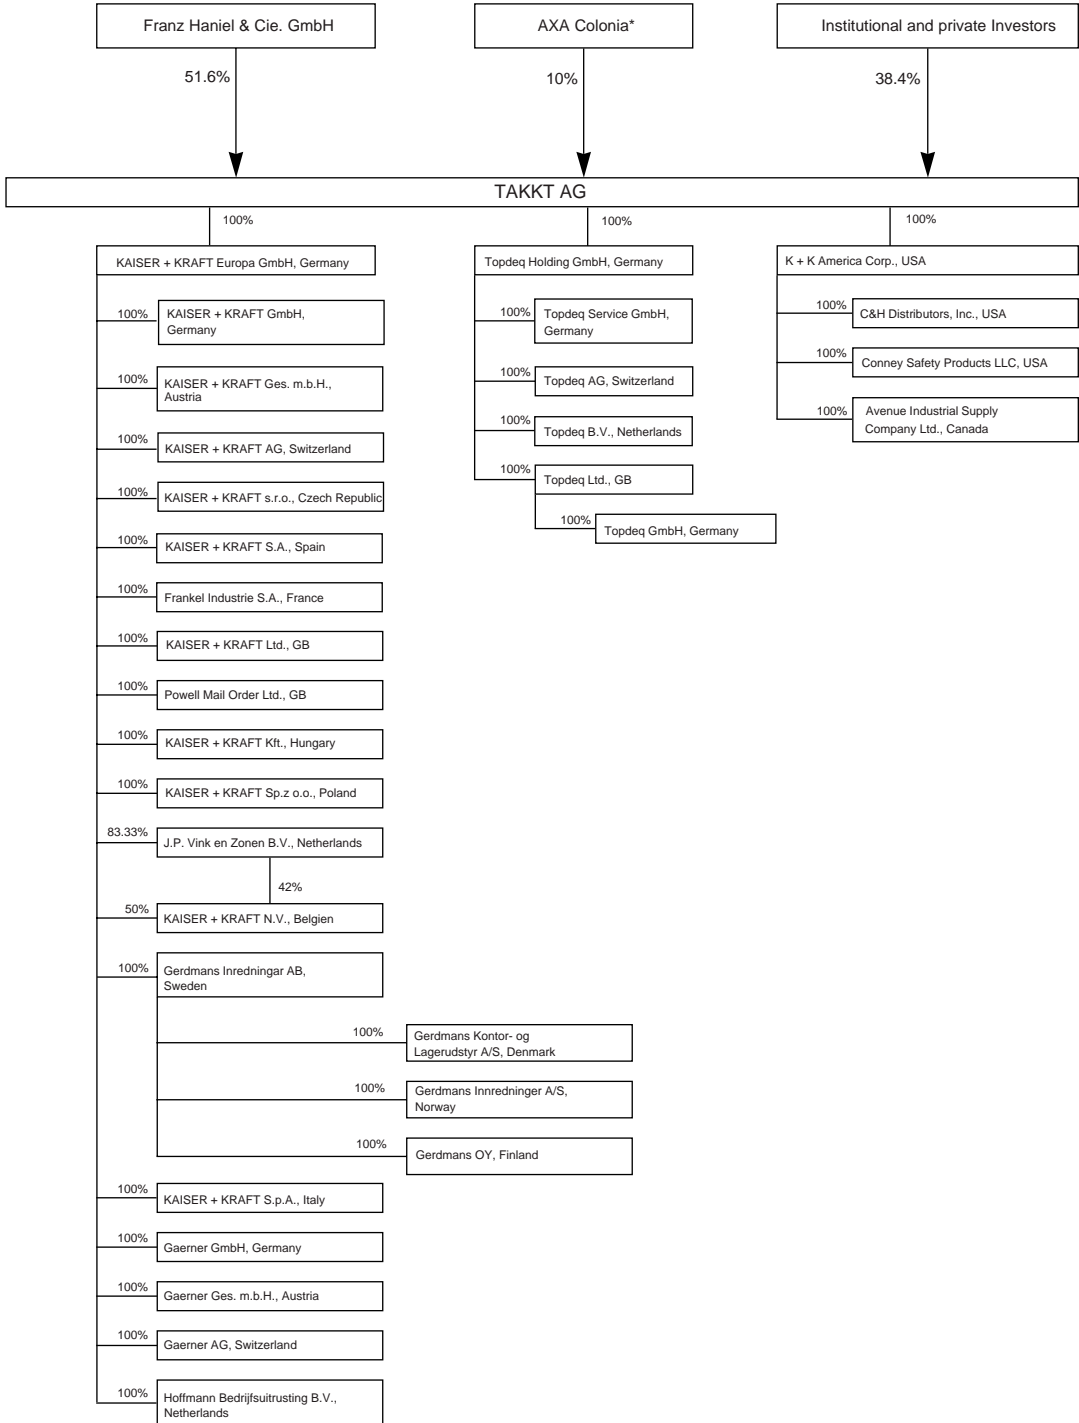 Franz Haniel & Cie. GmbH
AXA Colonia*
Institutional and private Investors
51.6%
10%
38.4%
TAKKT AG
100%
100%
100%
KAISER + KRAFT Europa GmbH, Germany
100%
KAISER + KRAFT GmbH,
Germany
100%
KAISER + KRAFT Ges. m.b.H.,
Austria
100%
KAISER + KRAFT AG, Switzerland
100%
KAISER + KRAFT s.r.o., Czech Republic
100%
KAISER + KRAFT S.A., Spain
100%
Frankel Industrie S.A., France
100%
KAISER + KRAFT Ltd., GB
100%
Powell Mail Order Ltd., GB
100%
KAISER + KRAFT Kft., Hungary
100%
KAISER + KRAFT Sp.z o.o., Poland
83.33%
J.P. Vink en Zonen B.V., Netherlands
42%
50%
KAISER + KRAFT N.V., Belgien
100%
Gerdmans Inredningar AB,
Sweden
100%
Gerdmans Kontor- og
Lagerudstyr A/S, Denmark
100%
Gerdmans Innredninger A/S,
Norway
100%
Gerdmans OY, Finland
100%
KAISER + KRAFT S.p.A., Italy
100%
Gaerner GmbH, Germany
100%
Gaerner Ges. m.b.H., Austria
100%
Gaerner AG, Switzerland
100%
Hoffmann Bedrijfsuitrusting B.V.,
Netherlands
Topdeq Holding GmbH, Germany
100%
Topdeq Service GmbH,
Germany
100%
Topdeq AG, Switzerland
100%
Topdeq B.V., Netherlands
100%
Topdeq Ltd., GB
100%
Topdeq GmbH, Germany
K + K America Corp., USA
100%
C&H Distributors, Inc., USA
100%
Conney Safety Products LLC, USA
100%
Avenue Industrial Supply
Company Ltd., Canada